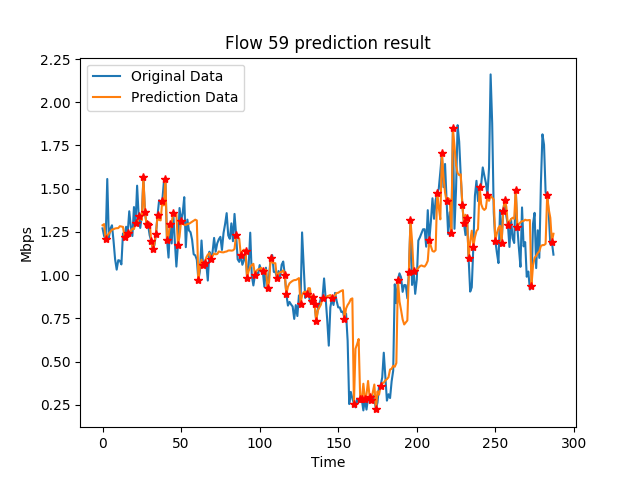 Flow 59 prediction result
Original Data
Prediction Data
Mbps
2.25
2.00
1.75
1.50
1.25
1.00
0.75
0.50
0.25
0 50 100 150 200 250 300
Time